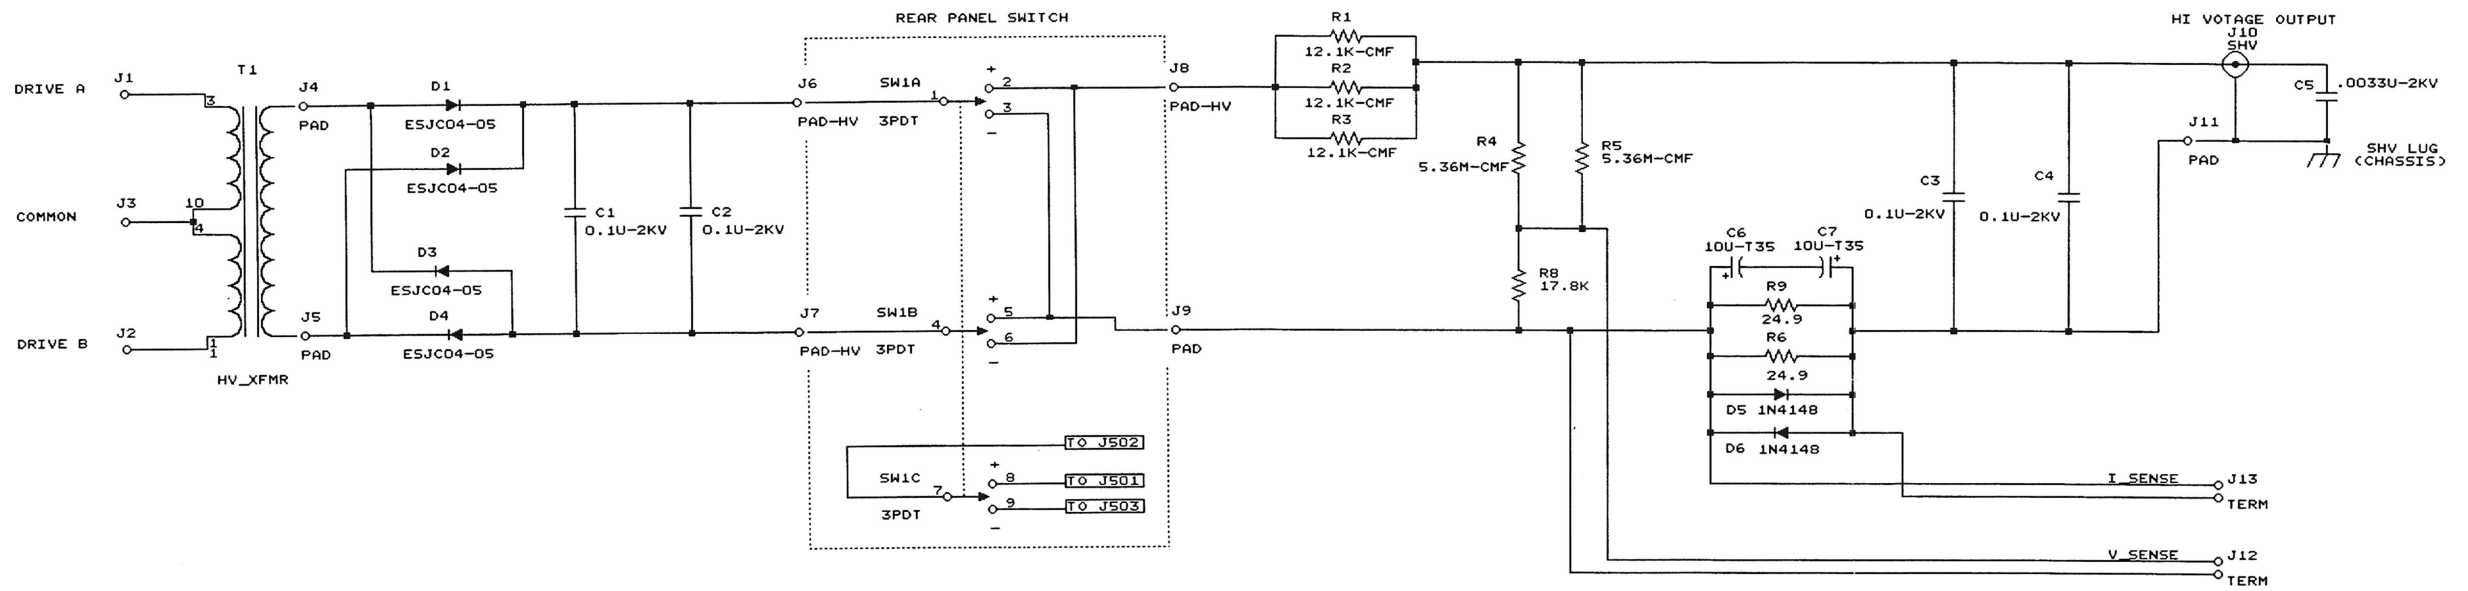 REAR PANEL SWITCH
HI VOTAGE OUTPUT
J10
SHV
DRIVE A
J1
T1
3
J4
PAD
D1
ESJC04-05
D2
ESJC04-05
COMMON
J3
10
4
D3
ESJC04-05
D4
ESJC04-05
DRIVE B
J2
1
1
J5
PAD
HV_XFMR
C1
0.1U-2KV
C2
0.1U-2KV
J6
PAD-HV
SW1A
3PDT
1
+
2
3
−
J7
PAD-HV
SW1B
3PDT
4
+
5
6
−
SW1C
3PDT
7
+
8
9
−
TO J502
TO J501
TO J503
J8
PAD-HV
J9
PAD
R1
12.1K-CMF
R2
12.1K-CMF
R3
12.1K-CMF
R4
5.36M-CMF
R5
5.36M-CMF
R8
17.8K
C6
10U-T35
+
C7
10U-T35
+
R9
24.9
R6
24.9
D5 1N4148
D6 1N4148
C3
0.1U-2KV
C4
0.1U-2KV
C5 .0033U-2KV
J11
PAD
SHV LUG
(CHASSIS)
I_SENSE
J13
TERM
V_SENSE
J12
TERM